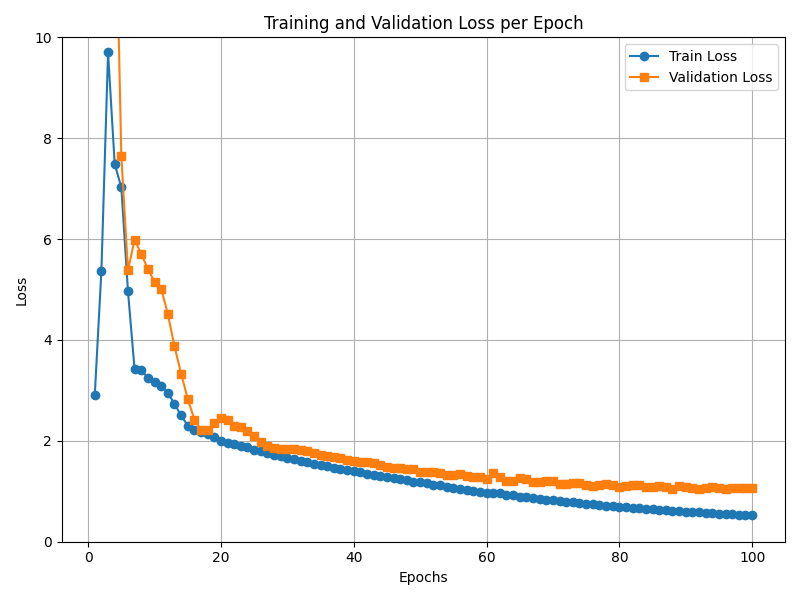 Training and Validation Loss per Epoch
Train Loss
Validation Loss
10
8
6
4
2
0
Loss
0 20 40 60 80 100
Epochs